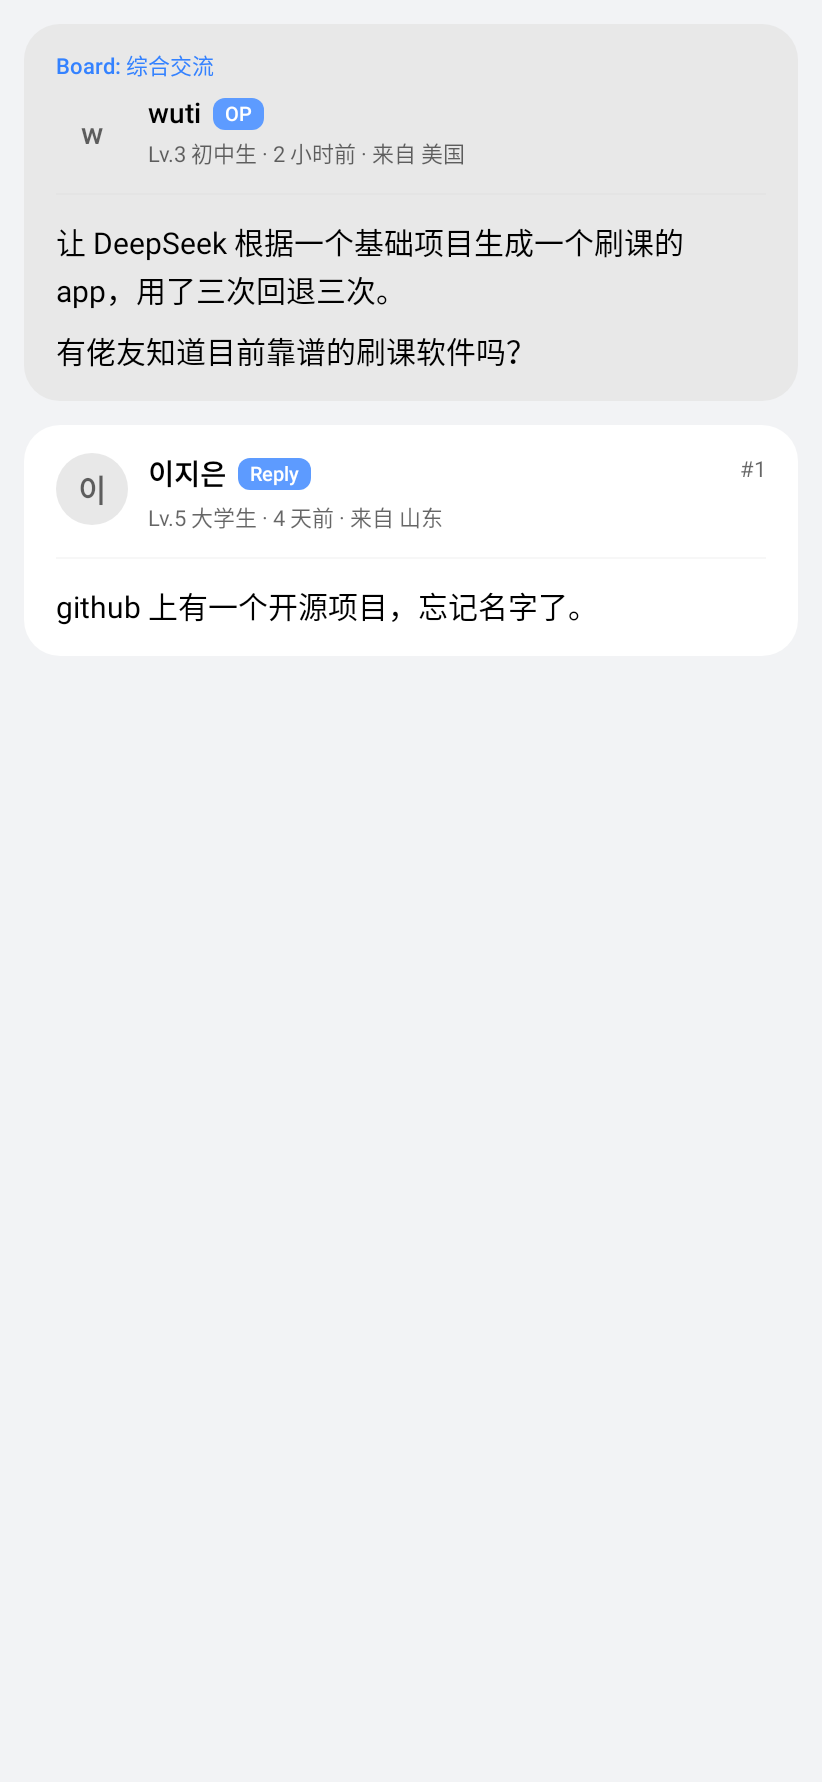 Board: 综合交流
w
wuti OP
Lv.3 初中生 · 2 小时前 · 来自 美国
让 DeepSeek 根据一个基础项目生成一个刷课的
app，用了三次回退三次。
有佬友知道目前靠谱的刷课软件吗？
이
이지은 Reply
#1
Lv.5 大学生 · 4 天前 · 来自 山东
github 上有一个开源项目，忘记名字了。